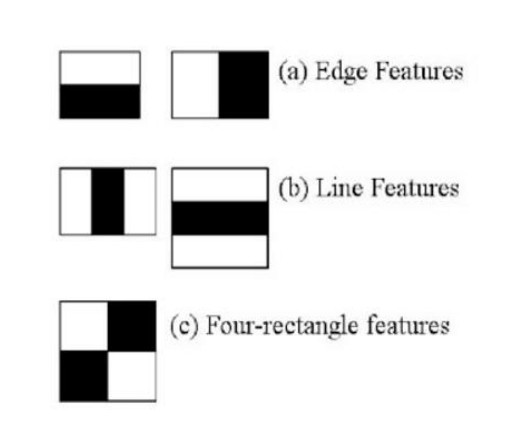 (a) Edge Features
(b) Line Features
(c) Four-rectangle features